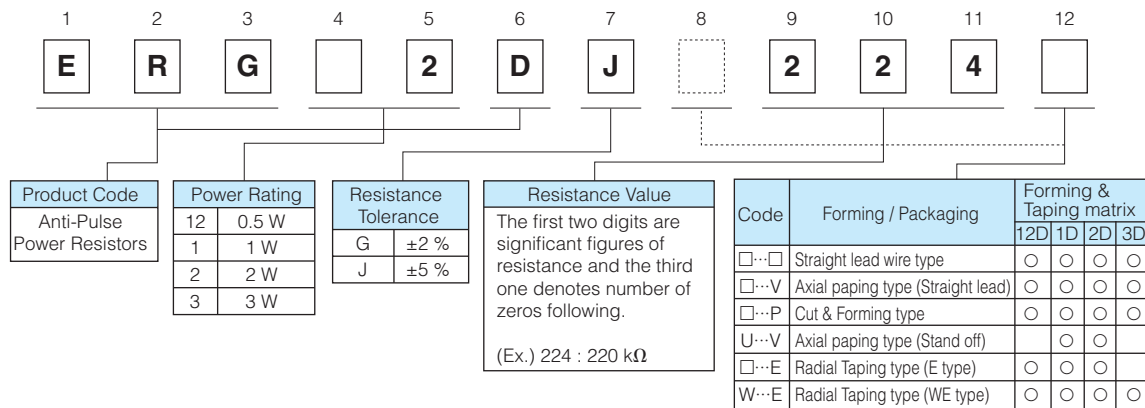 1 2 3 4 5 6 7 8 9 10 11 12
E R G 2 D J 2 2 4
Product Code
Anti-Pulse
Power Resistors
Power Rating
12 0.5 W
1 1 W
2 2 W
3 3 W
Resistance
Tolerance
G ±2 %
J ±5 %
Resistance Value
The first two digits are
significant figures of
resistance and the third
one denotes number of
zeros following.
(Ex.) 224 : 220 kΩ
Code Forming / Packaging Forming &
Taping matrix
12D 1D 2D 3D
□···□ Straight lead wire type ○ ○ ○ ○
□···V Axial paping type (Straight lead) ○ ○ ○ ○
□···P Cut & Forming type ○ ○ ○ ○
U···V Axial paping type (Stand off) ○ ○
□···E Radial Taping type (E type) ○ ○ ○
W···E Radial Taping type (WE type) ○ ○ ○ ○